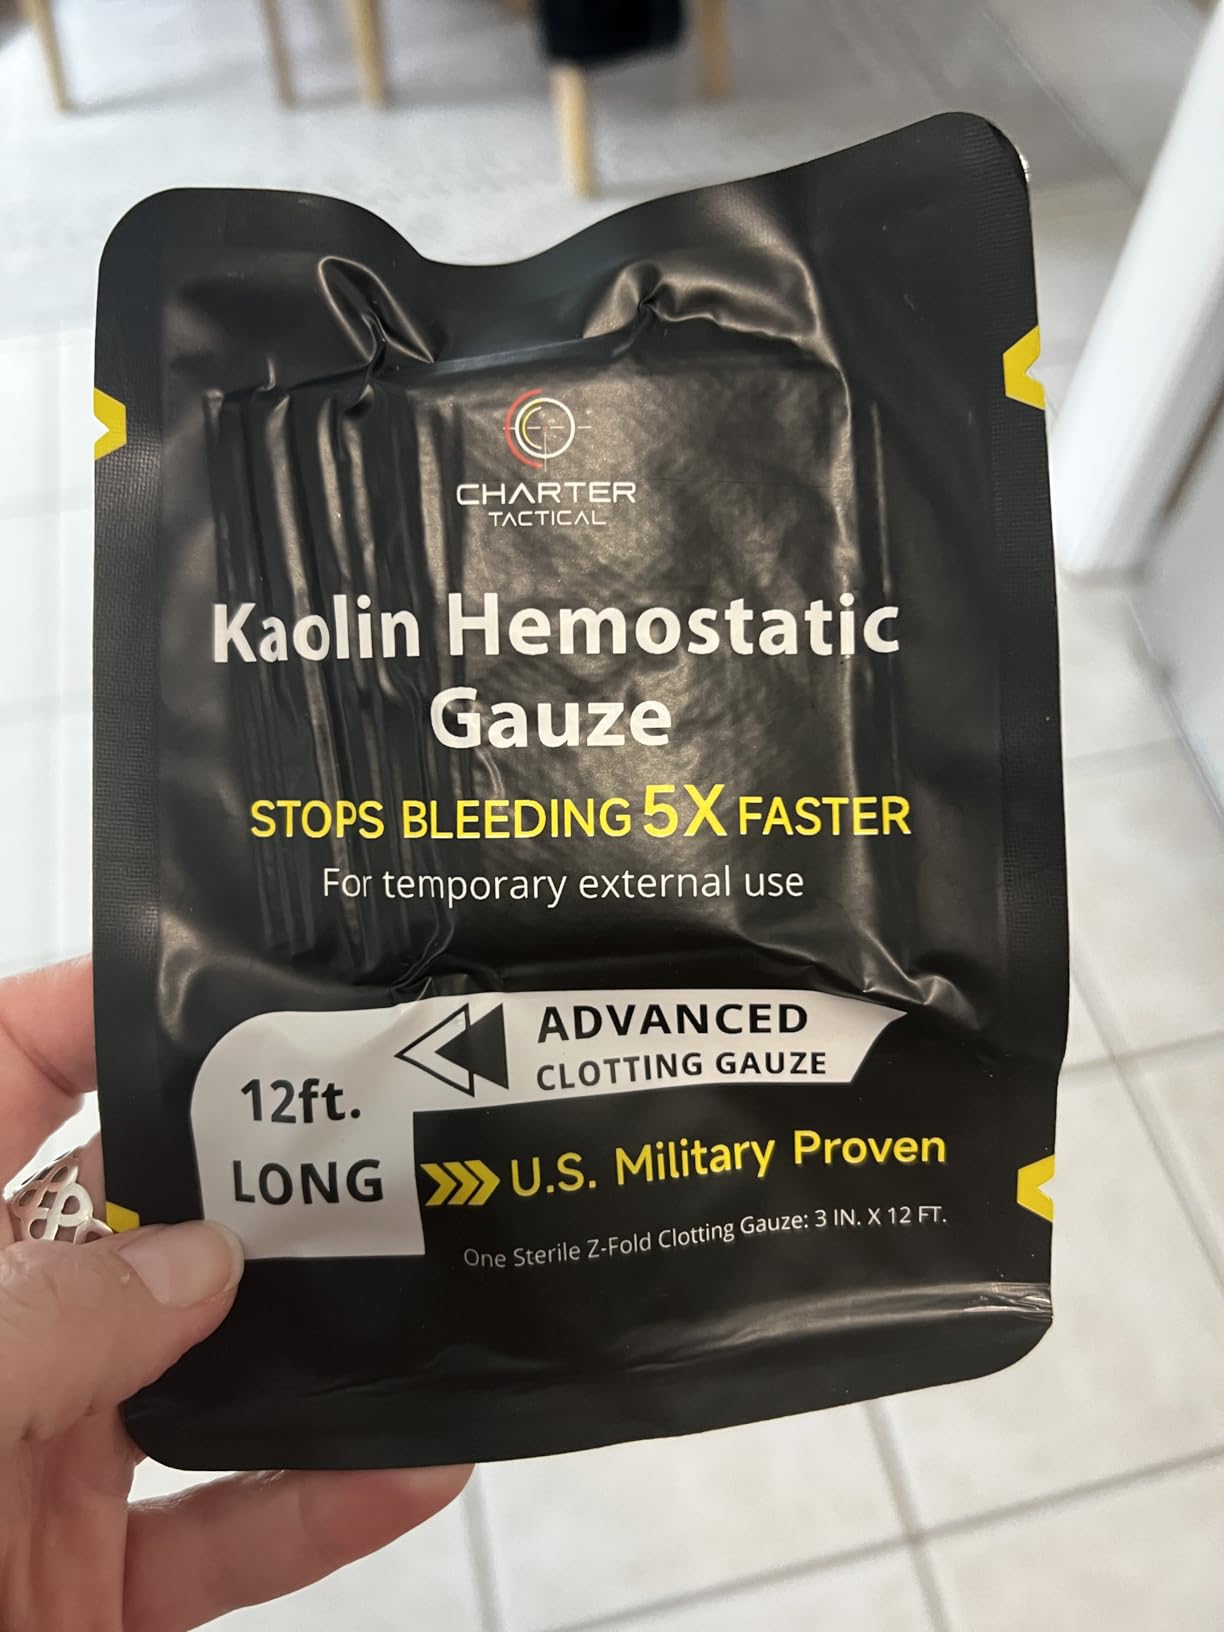 CHARTER
TACTICAL
Kaolin Hemostatic
Gauze
STOPS BLEEDING 5X FASTER
For temporary external use
ADVANCED
CLOTTING GAUZE
12ft.
LONG
U.S. Military Proven
One Sterile Z-Fold Clotting Gauze: 3 IN. X 12 FT.